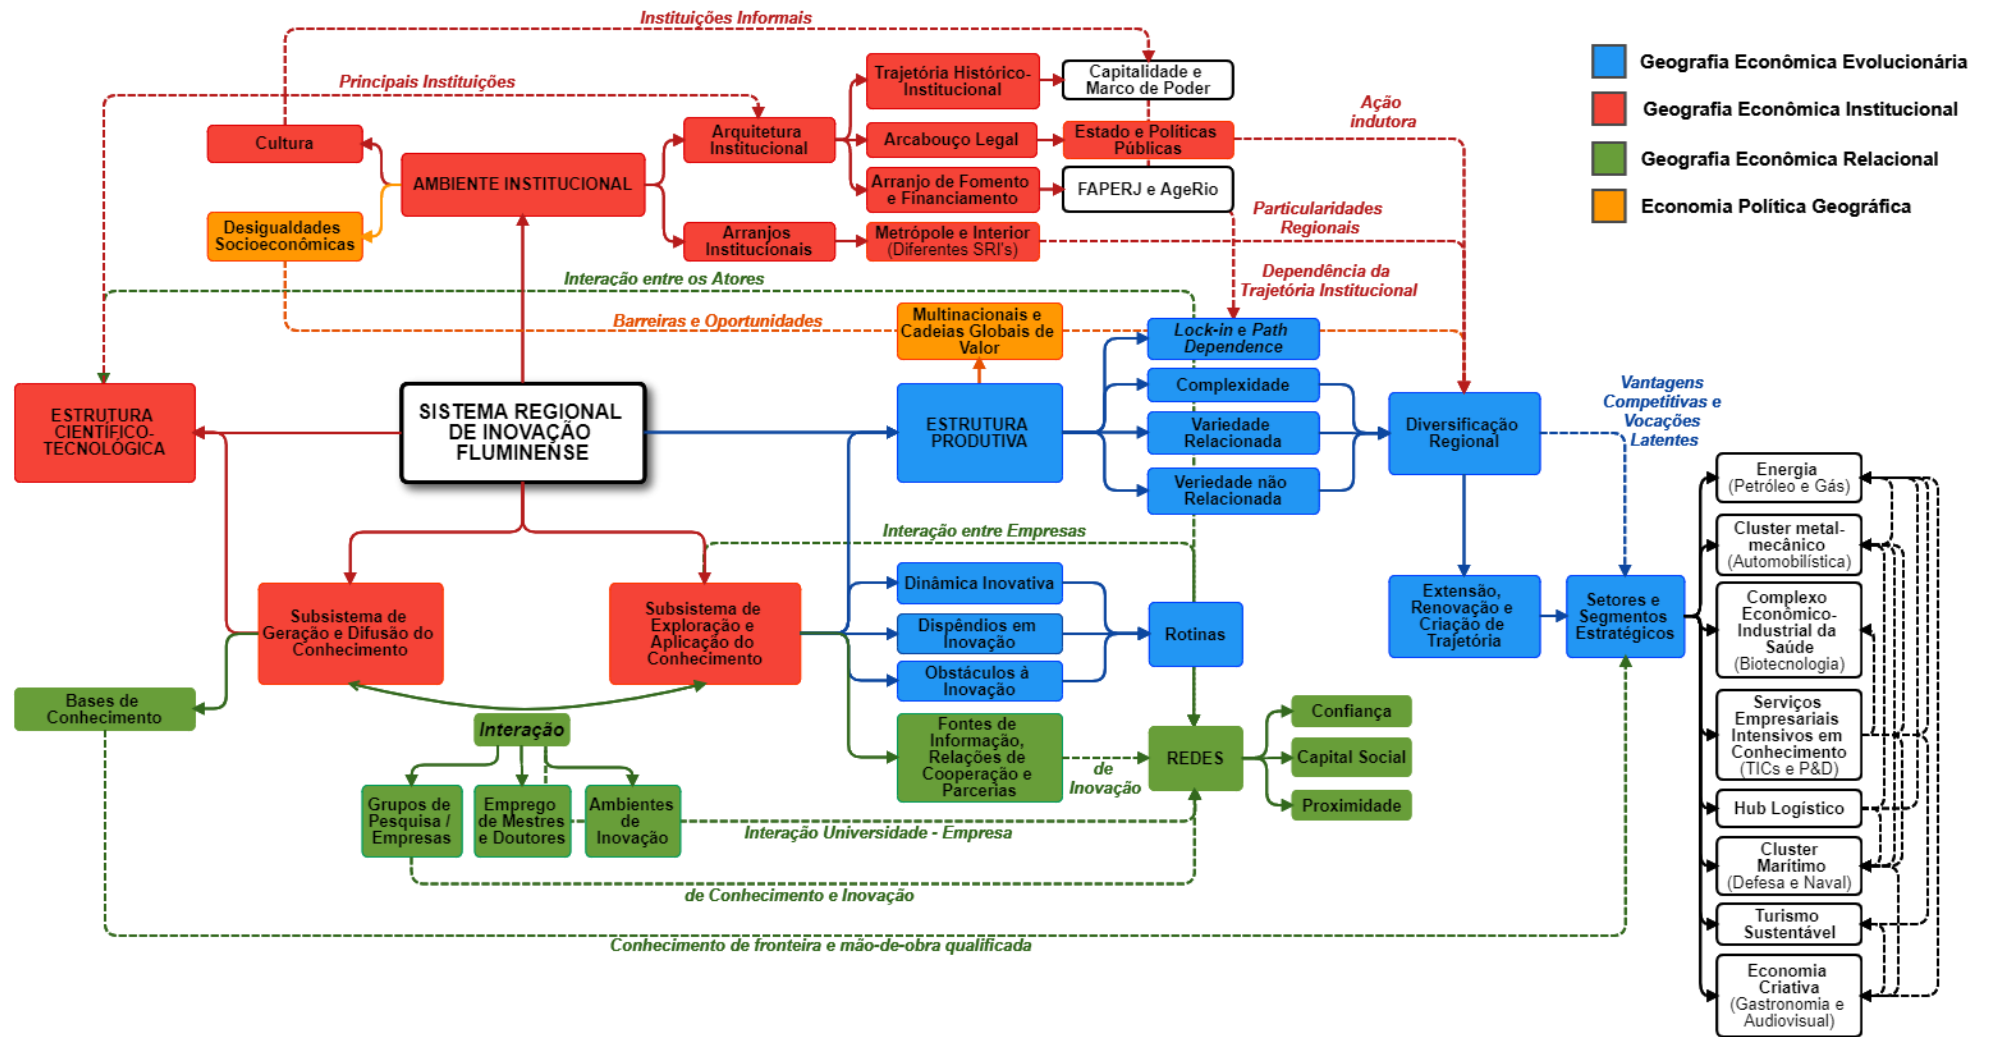 Instituições Informais
Principais Instituições
Trajetória Histórico-
Institucional
Capitalidade e
Marco de Poder
Geografia Econômica Evolucionária
Geografia Econômica Institucional
Geografia Econômica Relacional
Economia Política Geográfica
Ação
indutora
Cultura
Arquitetura
Institucional
Arcabouço Legal
Estado e Políticas
Públicas
AMBIENTE INSTITUCIONAL
Arranjo de Fomento
e Financiamento
FAPERJ e AgeRio
Desigualdades
Socioeconômicas
Arranjos
Institucionais
Metrópole e Interior
(Diferentes SRI's)
Particularidades
Regionais
Interação entre os Atores
Dependência da
Trajetória Institucional
Barreiras e Oportunidades
Multinacionais e
Cadeias Globais de
Valor
Lock-in e Path
Dependence
Complexidade
ESTRUTURA
CIENTÍFICO-
TECNOLÓGICA
SISTEMA REGIONAL
DE INOVAÇÃO
FLUMINENSE
ESTRUTURA
PRODUTIVA
Variedade
Relacionada
Veriedade não
Relacionada
Diversificação
Regional
Vantagens
Competitivas e
Vocações
Latentes
Energia
(Petróleo e Gás)
Interação entre Empresas
Cluster metal-
mecânico
(Automobilística)
Subsistema de
Geração e Difusão do
Conhecimento
Subsistema de
Exploração e
Aplicação do
Conhecimento
Dinâmica Inovativa
Dispêndios em
Inovação
Obstáculos à
Inovação
Rotinas
Extensão,
Renovação e
Criação de
Trajetória
Setores e
Segmentos
Estratégicos
Complexo
Econômico-
Industrial da
Saúde
(Biotecnologia)
Bases de
Conhecimento
Interação
Fontes de
Informação,
Relações de
Cooperação e
Parcerias
de
Inovação
REDES
Confiança
Capital Social
Proximidade
Serviços
Empresariais
Intensivos em
Conhecimento
(TICs e P&D)
Grupos de
Pesquisa /
Empresas
Emprego
de Mestres
e Doutores
Ambientes
de
Inovação
Interação Universidade - Empresa
Hub Logístico
Cluster
Marítimo
(Defesa e Naval)
de Conhecimento e Inovação
Turismo
Sustentável
Conhecimento de fronteira e mão-de-obra qualificada
Economia
Criativa
(Gastronomia e
Audiovisual)